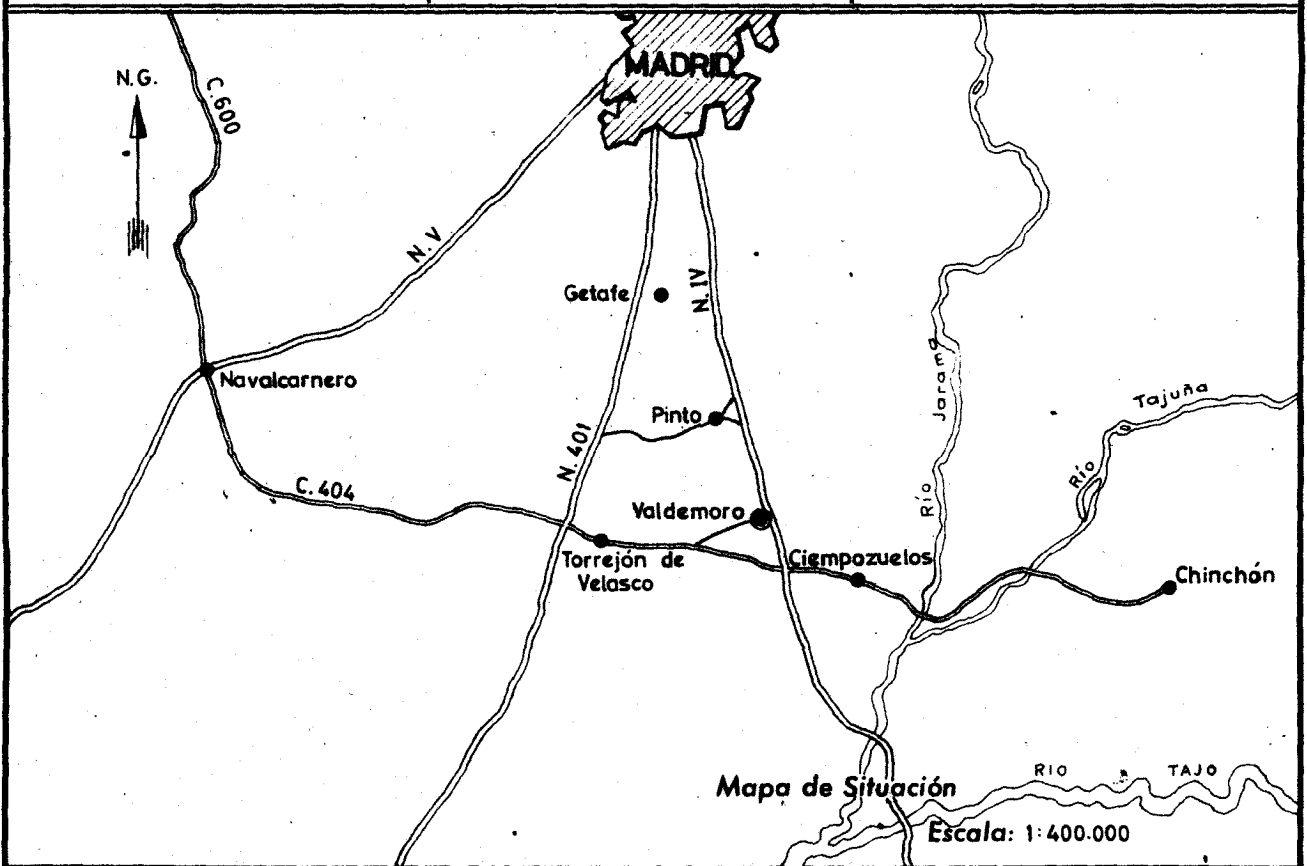 MADRID
N.G.
C.600
N.V
Getafe
N.IV
Navalcarnero
Jarama
Río
Pinto
Tajuña
Río
N.401
C.404
Valdemoro
Ciempozuelos
Torrejón de
Velasco
Chinchón
RIO TAJO
Mapa de Situación
Escala: 1:400.000